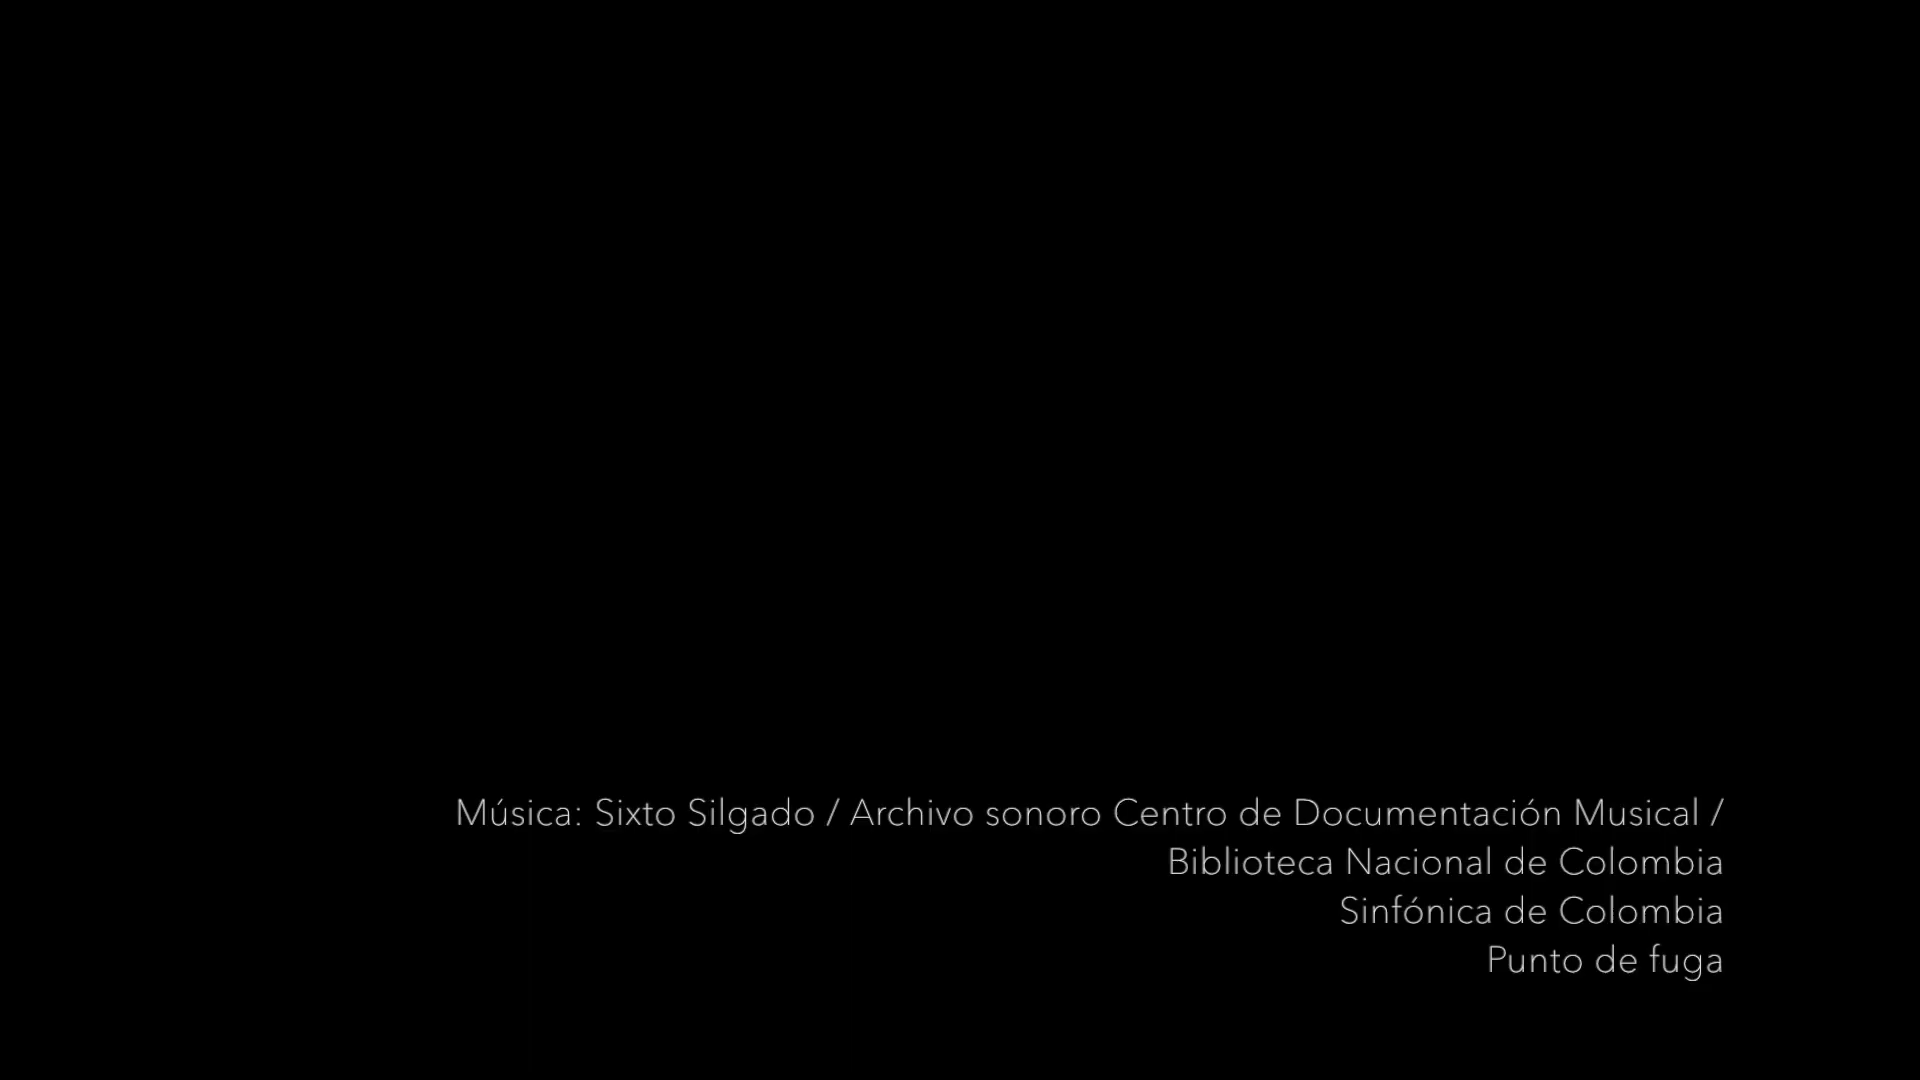 Música: Sixto Silgado / Archivo sonoro Centro de Documentación Musical /
Biblioteca Nacional de Colombia
Sinfónica de Colombia
Punto de fuga